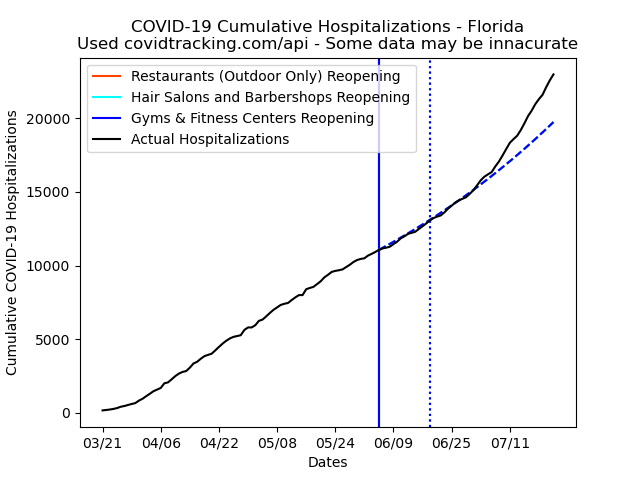 COVID-19 Cumulative Hospitalizations - Florida
Used covidtracking.com/api - Some data may be innacurate
Restaurants (Outdoor Only) Reopening
Hair Salons and Barbershops Reopening
Gyms & Fitness Centers Reopening
Actual Hospitalizations
Cumulative COVID-19 Hospitalizations
20000
15000
10000
5000
0
03/21 04/06 04/22 05/08 05/24 06/09 06/25 07/11
Dates